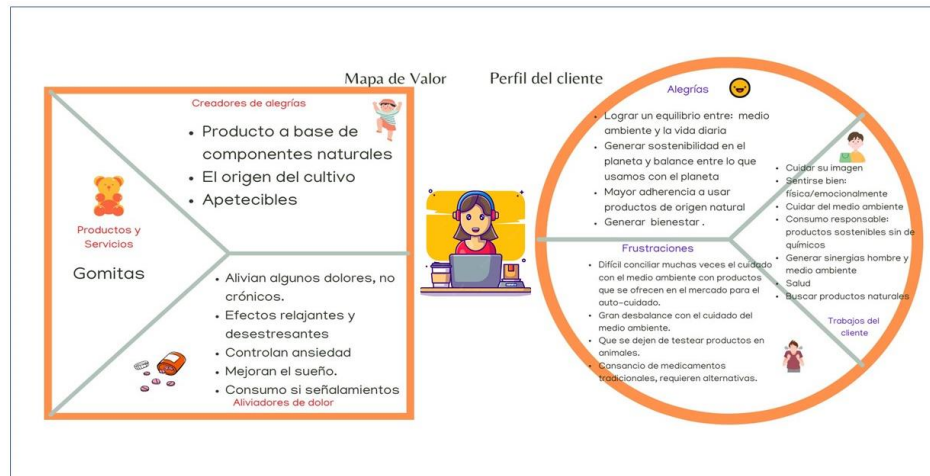 Mapa de Valor
Perfil del cliente
Creadores de alegrías
• Producto a base de
componentes naturales
• El origen del cultivo
• Apetecibles
Productos y
Servicios
Gomitas
• Alivian algunos dolores, no
crónicos.
• Efectos relajantes y
desestresantes
• Controlan ansiedad
• Mejoran el sueño.
• Consumo si señalamientos
Aliviadores de dolor
Alegrías
• Lograr un equilibrio entre: medio
ambiente y la vida diaria
• Generar sostenibilidad en el
planeta y balance entre lo que
usamos con el planeta
• Mayor adherencia a usar
productos de origen natural
• Generar bienestar.
• Cuidar su imagen
• Sentirse bien:
física/emocionalmente
• Cuidar del medio ambiente
• Consumo responsable:
productos sostenibles sin de
químicos
• Generar sinergias hombre y
medio ambiente
• Salud
• Buscar productos naturales
Trabajos del
cliente
Frustraciones
• Difícil conciliar muchas veces el cuidado
con el medio ambiente con productos
que se ofrecen en el mercado para el
auto-cuidado.
• Gran desbalance con el cuidado del
medio ambiente.
• Que se dejen de testear productos en
animales.
• Cansancio de medicamentos
tradicionales, requieren alternativas.